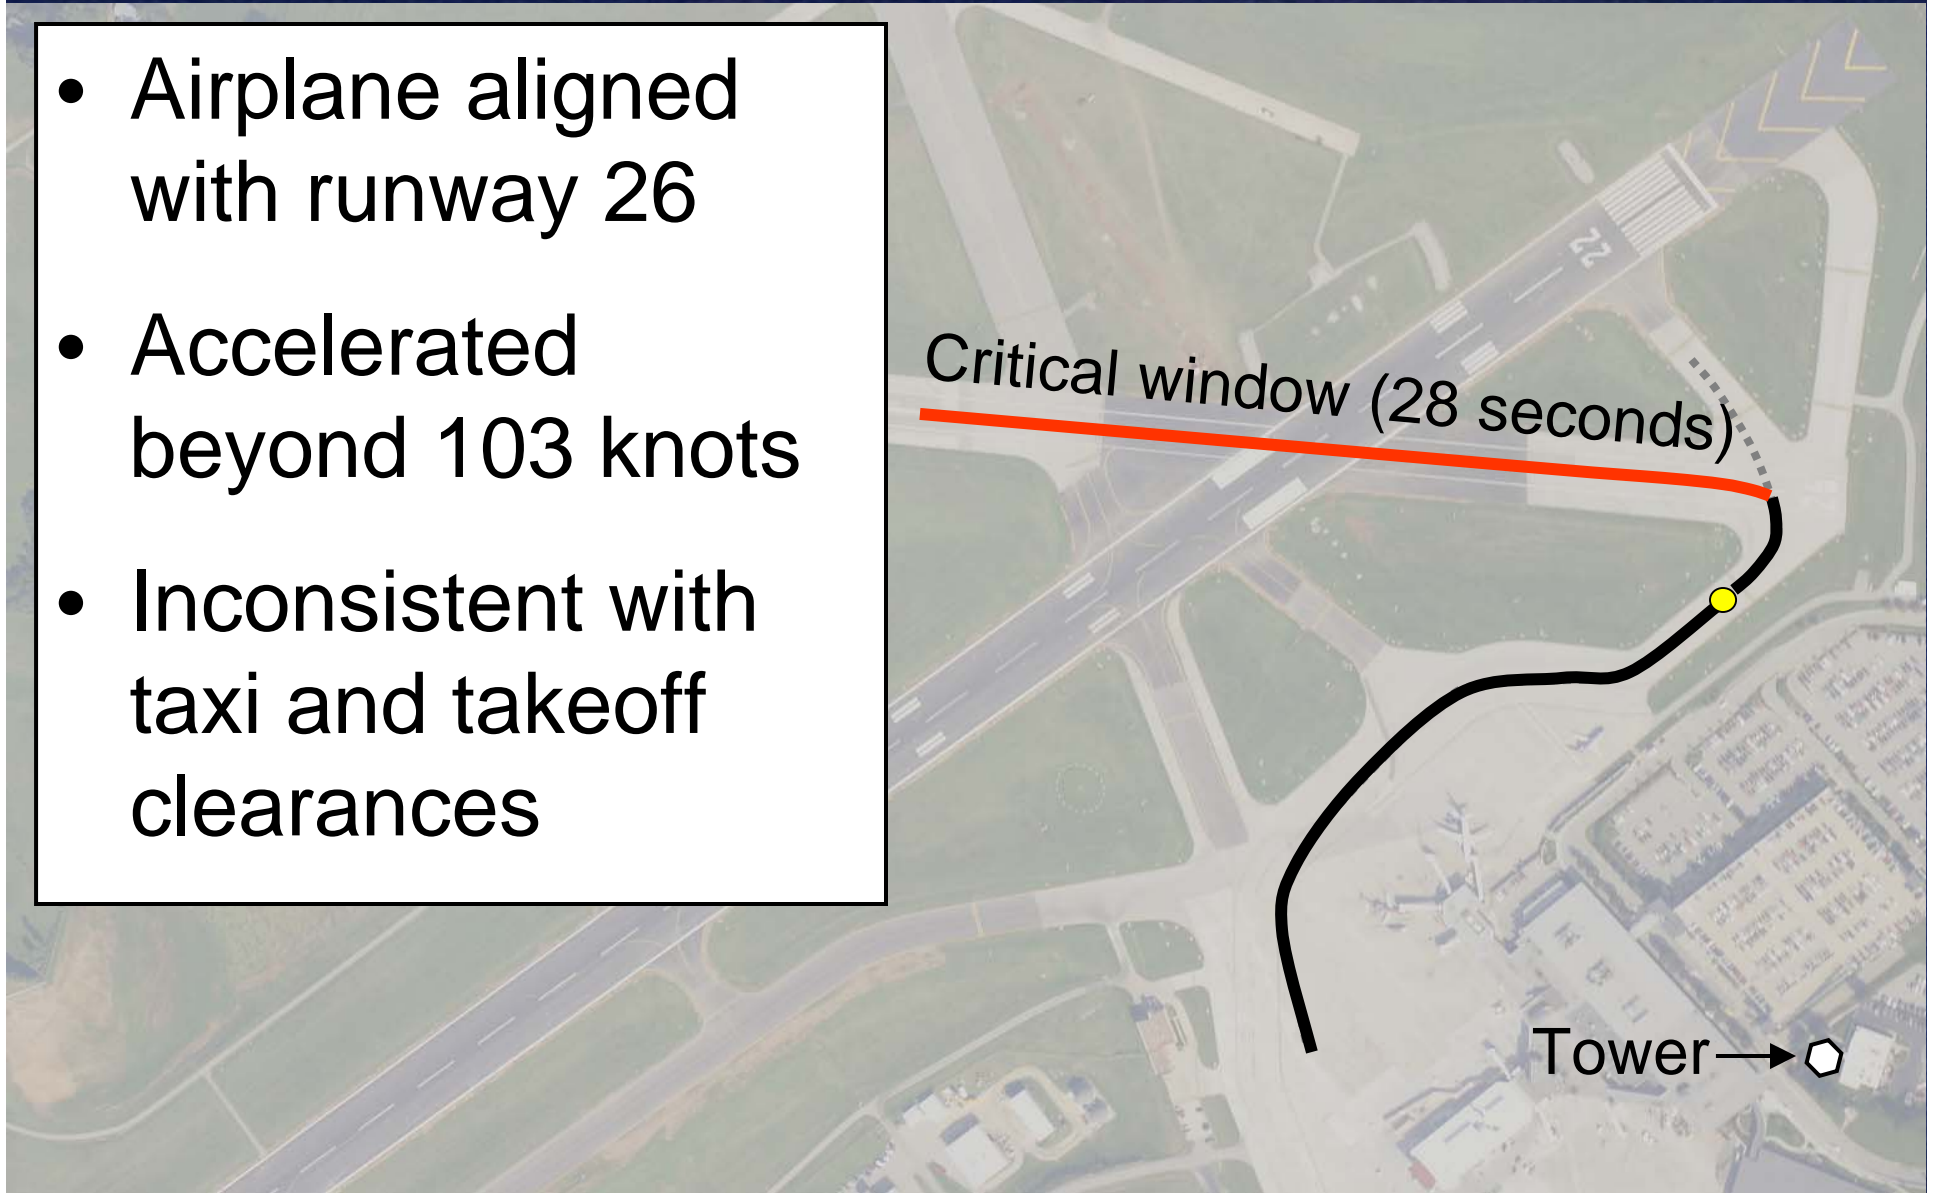 • Airplane aligned
with runway 26
• Accelerated
beyond 103 knots
• Inconsistent with
taxi and takeoff
clearances
22
Critical window (28 seconds)
Tower